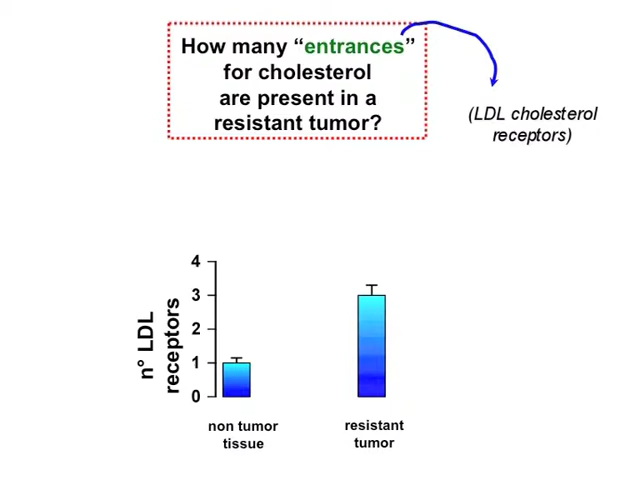 How many “entrances”
for cholesterol
are present in a
resistant tumor?
(LDL cholesterol
receptors)
n° LDL
receptors
4
3
2
1
0
non tumor
tissue
resistant
tumor